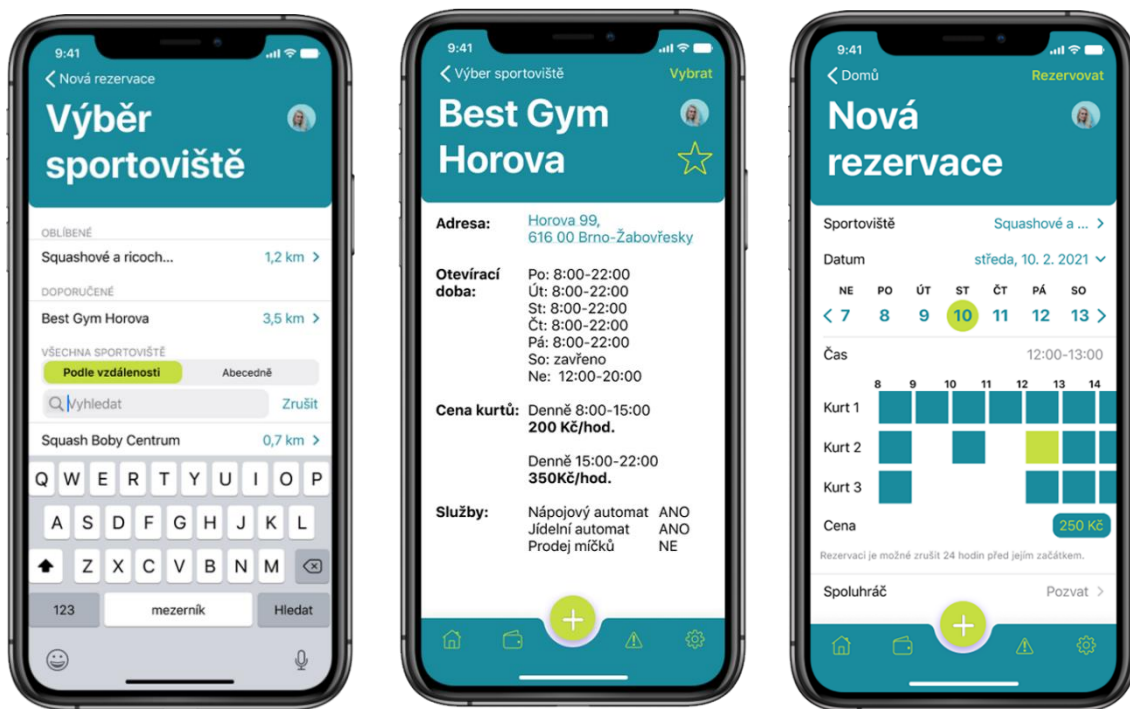 9:41
Nová rezervace
Výběr
sportoviště
OBLÍBENÉ
Squashové a ricoch... 1,2 km
DOPORUČENÉ
Best Gym Horova 3,5 km
VŠECHNA SPORTOVIŠTĚ
Podle vzdálenosti Abecedně
Vyhledat Zrušit
Squash Boby Centrum 0,7 km
Q W E R T Y U I O P
A S D F G H J K L
Z X C V B N M
123 mezerník Hledat
9:41
Výber sportoviště Vybrat
Best Gym
Horova
Adresa: Horova 99,
616 00 Brno-Žabovřesky
Otevírací Po: 8:00-22:00
doba: Út: 8:00-22:00
St: 8:00-22:00
Čt: 8:00-22:00
Pá: 8:00-22:00
So: zavřeno
Ne: 12:00-20:00
Cena kurtů: Denně 8:00-15:00
200 Kč/hod.
Denně 15:00-22:00
350Kč/hod.
Služby: Nápojový automat ANO
Jídelní automat ANO
Prodej míčků NE
9:41
Domů Rezervovat
Nová
rezervace
Sportoviště Squashové a ...
Datum středa, 10. 2. 2021
NE PO ÚT ST ČT PÁ SO
7 8 9 10 11 12 13
Čas 12:00-13:00
8 9 10 11 12 13 14
Kurt 1
Kurt 2
Kurt 3
Cena 250 Kč
Rezervaci je možné zrušit 24 hodin před jejím začátkem.
Spoluhráč Pozvat